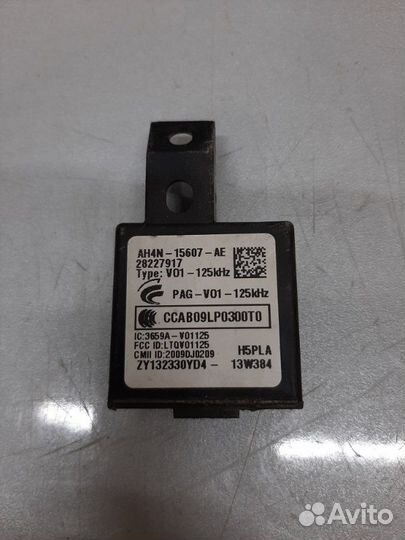 AH4N-15607-AE
28227917
Type: V01-125kHz
PAG-V01-125kHz
CCAB09LP0300T0
IC:3659A-V01125
FCC ID:LTQV01125
CMII ID:2009DJ0209 H5PLA
ZY132330YD4- 13W384
Avito